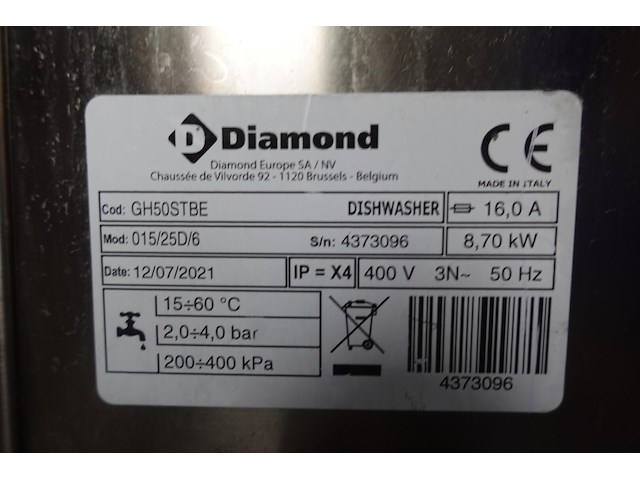 D Diamond
Diamond Europe SA / NV
Chaussée de Vilvorde 92 - 1120 Brussels - Belgium
CE
MADE IN ITALY
Cod: GH50STBE DISHWASHER 16,0 A
Mod: 015/25D/6 S/n: 4373096 8,70 kW
Date: 12/07/2021 IP = X4 400 V 3N~ 50 Hz
15÷60 °C
2,0÷4,0 bar
200÷400 kPa
4373096